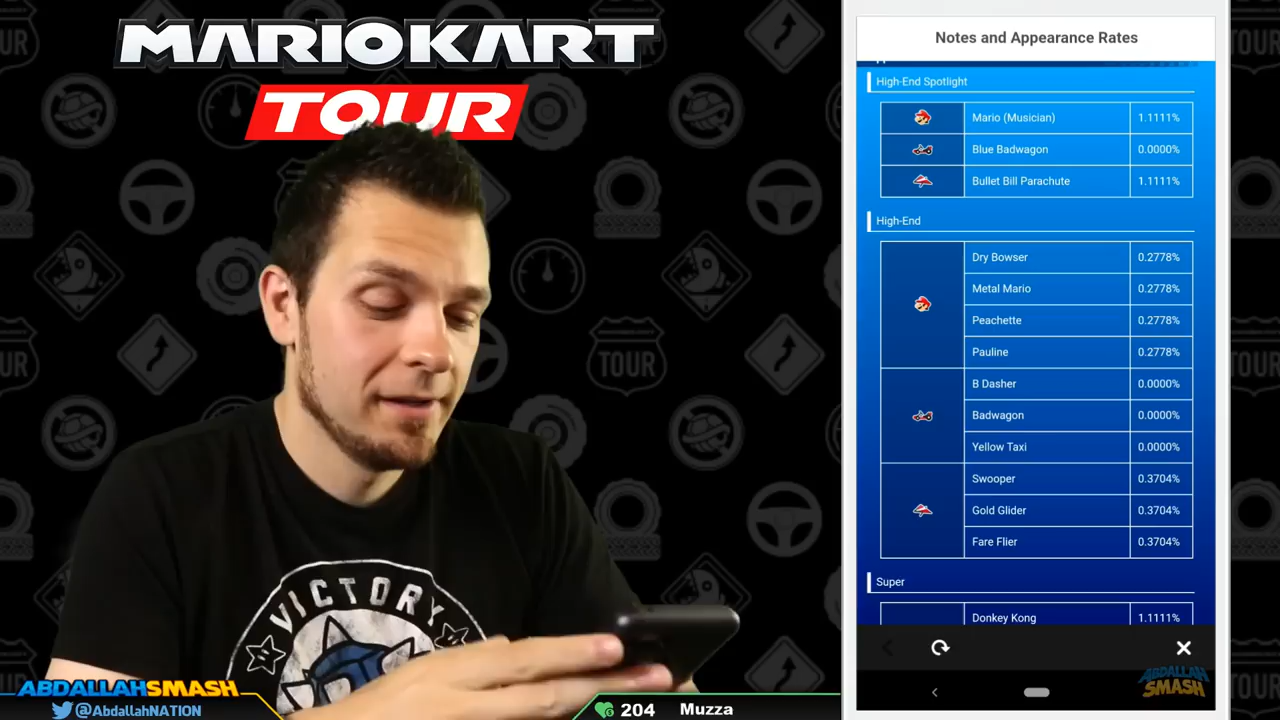 MARIOKART
TOUR
Notes and Appearance Rates
High-End Spotlight
Mario (Musician) 1.1111%
Blue Badwagon 0.0000%
Bullet Bill Parachute 1.1111%
High-End
Dry Bowser 0.2778%
Metal Mario 0.2778%
Peachette 0.2778%
Pauline 0.2778%
B Dasher 0.0000%
Badwagon 0.0000%
Yellow Taxi 0.0000%
Swooper 0.3704%
Gold Glider 0.3704%
Fare Flier 0.3704%
Super
Donkey Kong 1.1111%
ABDALLAH
SMASH
TOUR
VICTORY
ABDALLAHSMASH
@AbdallahNATION
204 Muzza